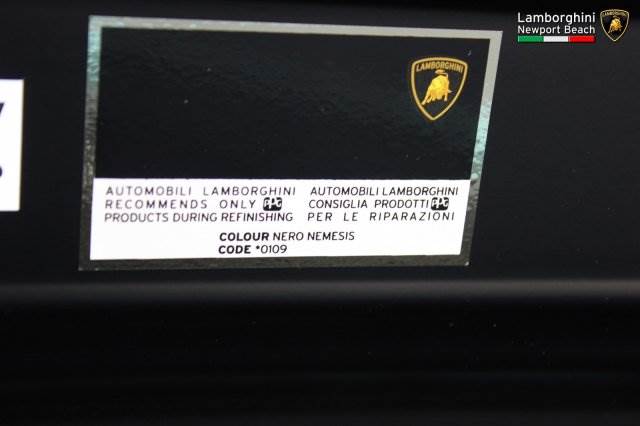 Lamborghini
Newport Beach
LAMBORGHINI
AUTOMOBILI LAMBORGHINI
RECOMMENDS ONLY PPG
PRODUCTS DURING REFINISHING
AUTOMOBILI LAMBORGHINI
CONSIGLIA PRODOTTI PPG
PER LE RIPARAZIONI
COLOUR NERO NEMESIS
CODE *0109